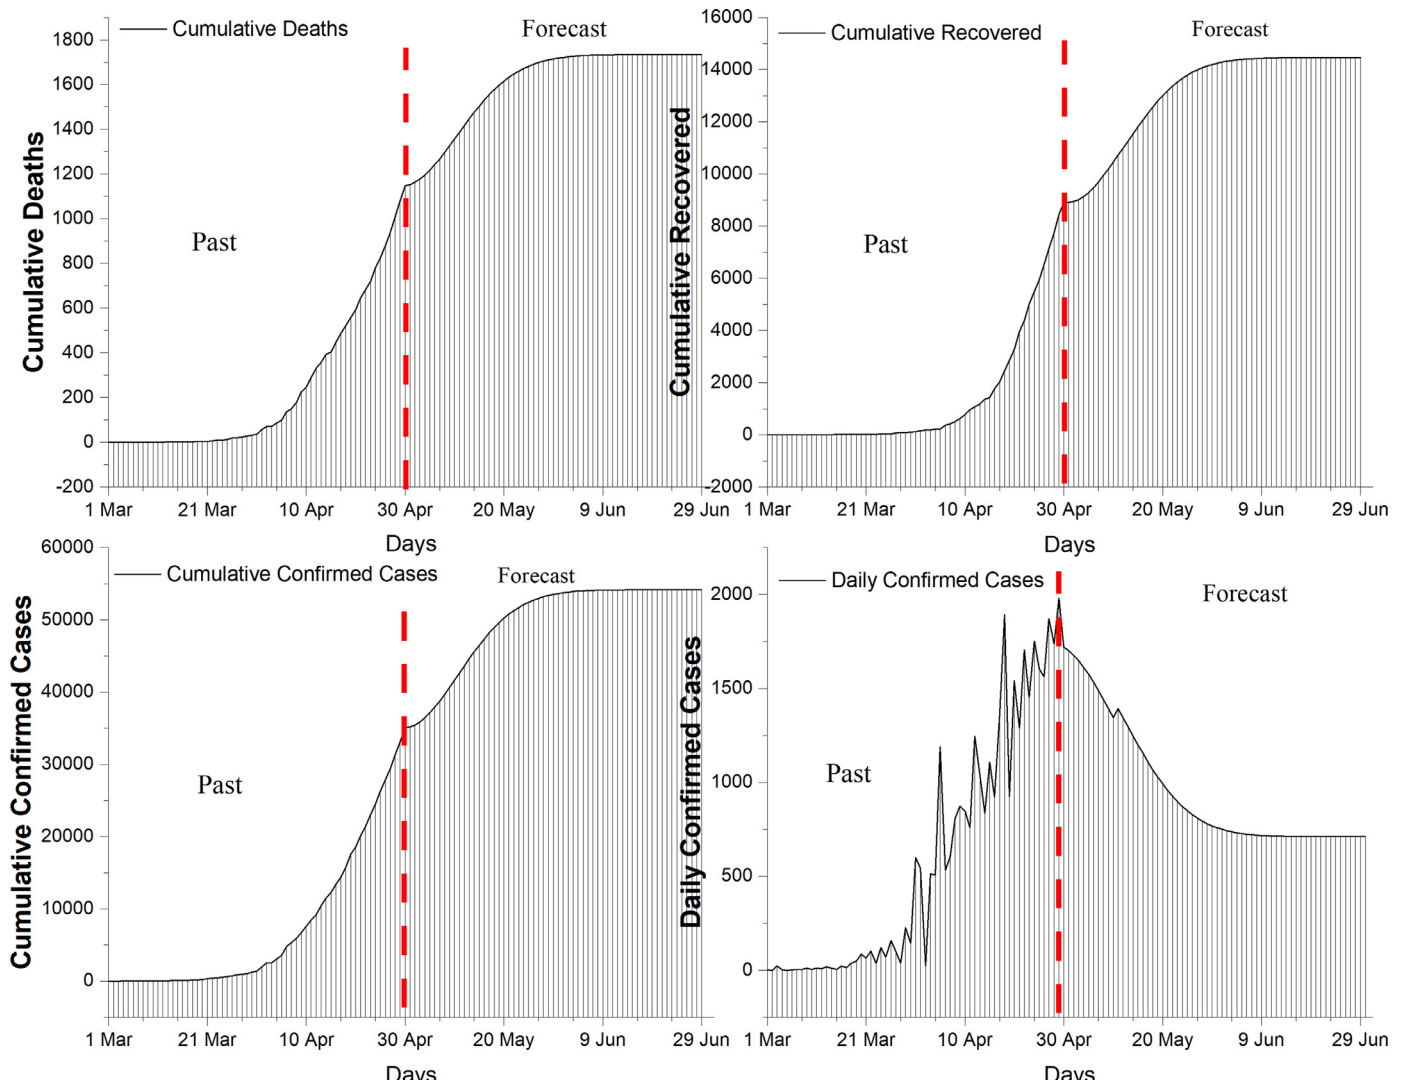 Cumulative Deaths
Forecast
1800
1600
1400
1200
1000
800
600
400
200
0
-200
Cumulative Deaths
Past
1 Mar 21 Mar 10 Apr 30 Apr 20 May 9 Jun 29 Jun
Days
Cumulative Recovered
Forecast
16000
14000
12000
10000
8000
6000
4000
2000
0
-2000
Cumulative Recovered
Past
1 Mar 21 Mar 10 Apr 30 Apr 20 May 9 Jun 29 Jun
Days
Cumulative Confirmed Cases
Forecast
60000
50000
40000
30000
20000
10000
0
Cumulative Confirmed Cases
Past
1 Mar 21 Mar 10 Apr 30 Apr 20 May 9 Jun 29 Jun
Days
Daily Confirmed Cases
Forecast
2000
1500
1000
500
0
Daily Confirmed Cases
Past
1 Mar 21 Mar 10 Apr 30 Apr 20 May 9 Jun 29 Jun
Days